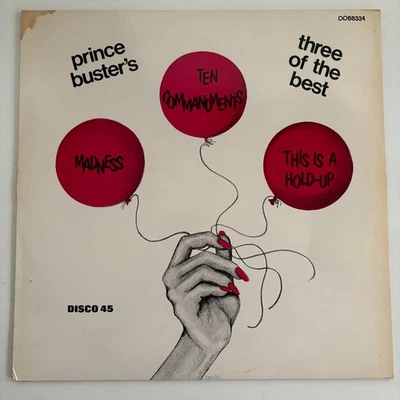 DD88334
prince
buster's
three
of the
best
TEN
COMMANDMENTS
MADNESS
THIS IS A
HOLD-UP
DISCO 45